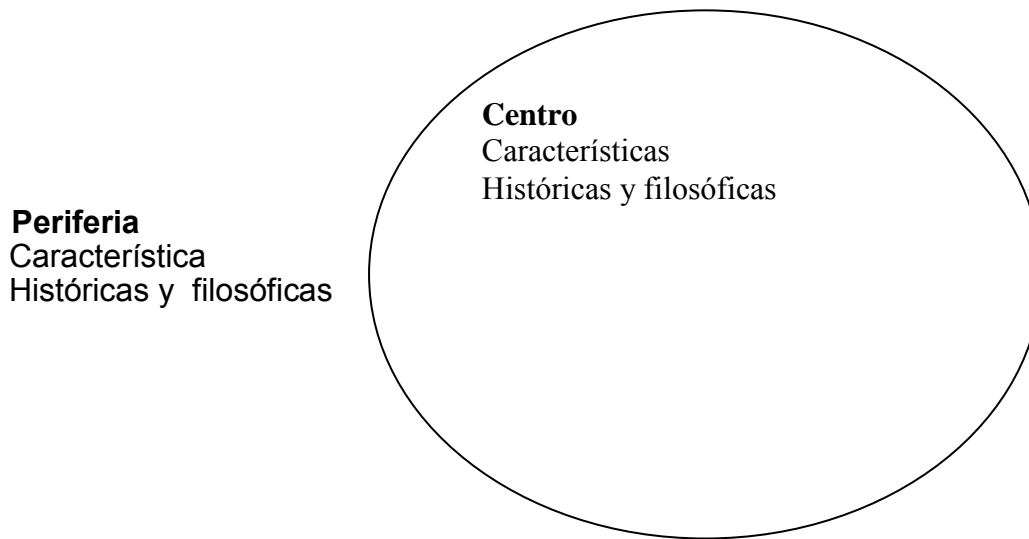 Centro
Características
Históricas y filosóficas
Periferia
Característica
Históricas y  filosóficas